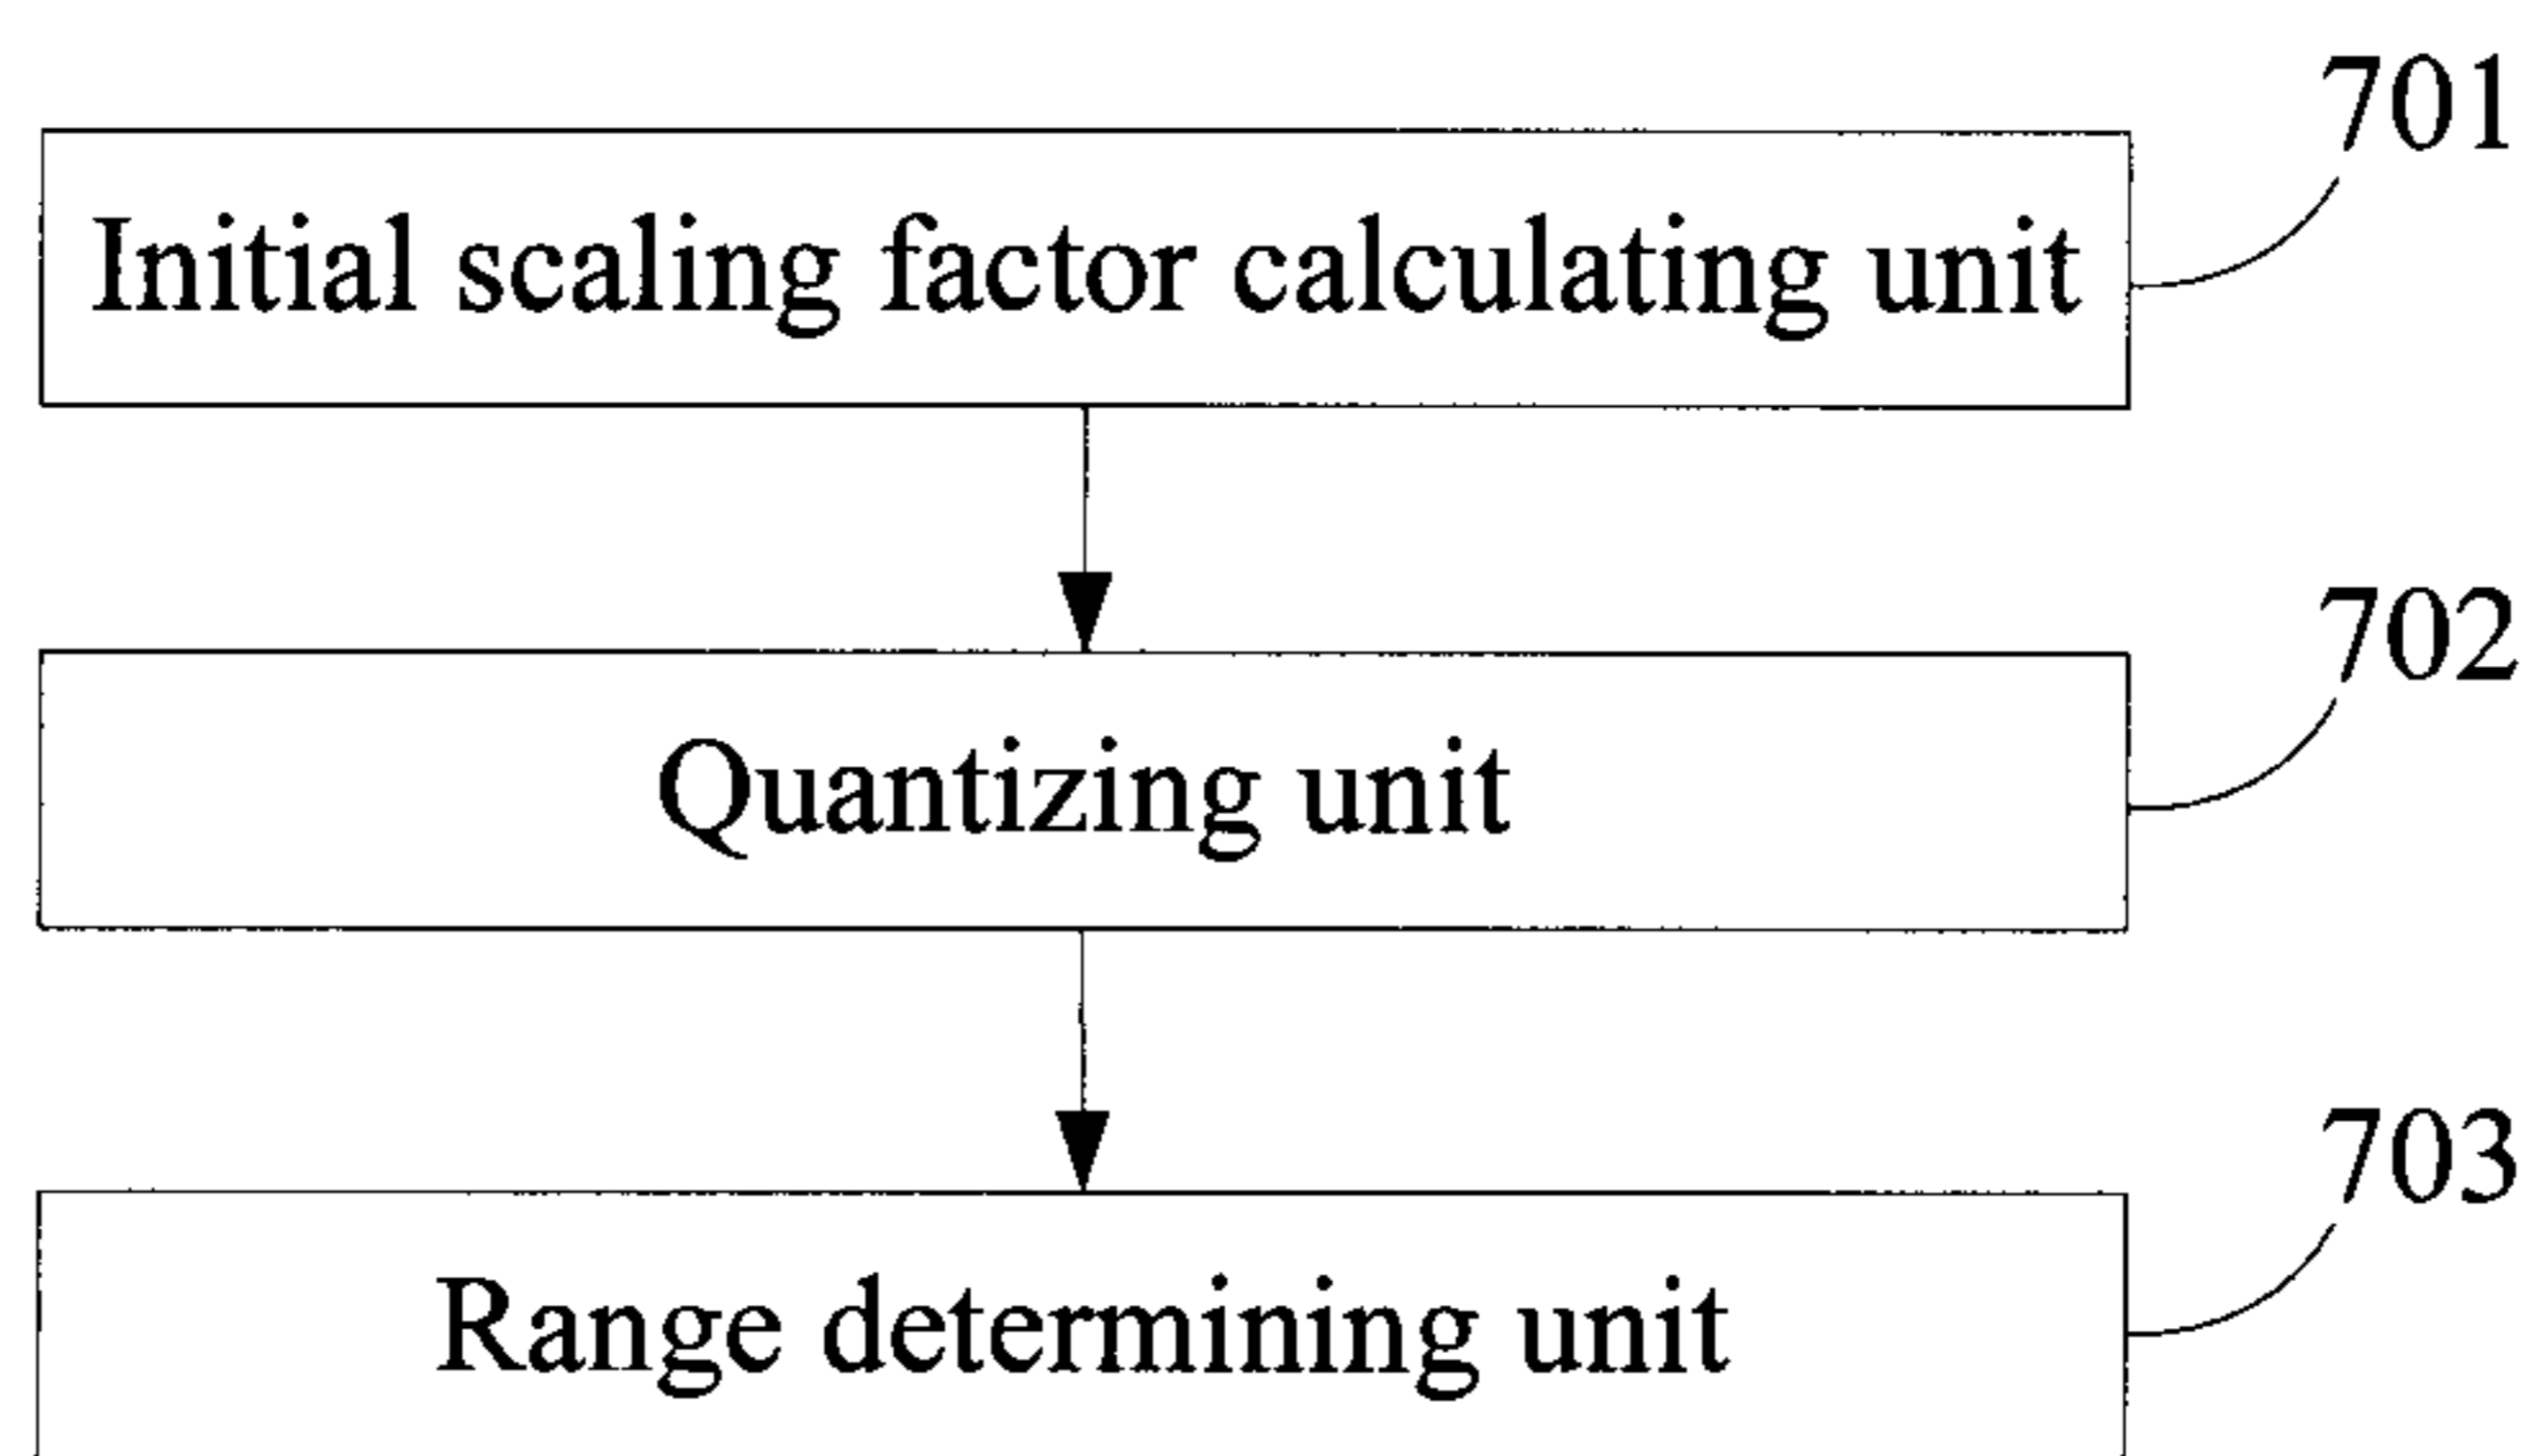 701
Initial scaling factor calculating unit
702
Quantizing unit
703
Range determining unit